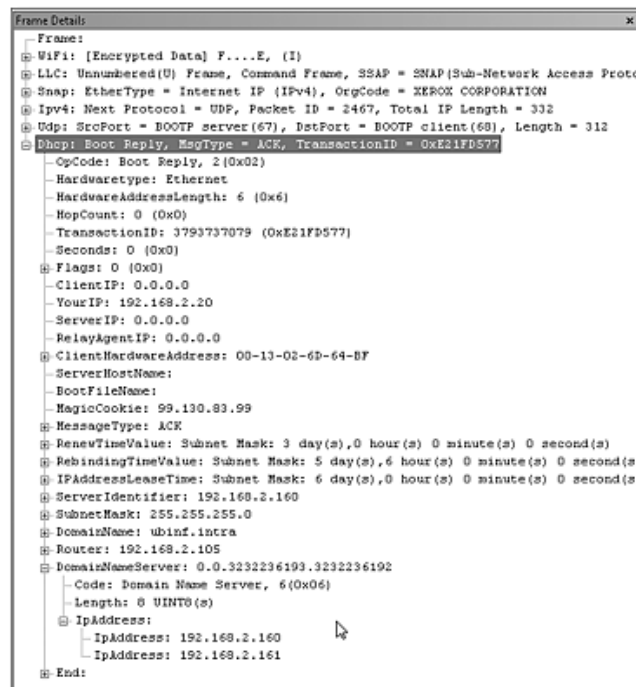 Frame Details
Frame:
WiFi: [Encrypted Data] F....E, (I)
LLC: Unnumbered(U) Frame, Command Frame, SSAP = SNAP(Sub-Network Access Proto
Snap: EtherType = Internet IP (IPv4), OrgCode = XEROX CORPORATION
Ipv4: Next Protocol = UDP, Packet ID = 2467, Total IP Length = 332
Udp: SrcPort = BOOTP server(67), DstPort = BOOTP client(68), Length = 312
Dhcp: Boot Reply, MsgType = ACK, TransactionID = 0xE21FD577
OpCode: Boot Reply, 2(0x02)
Hardwaretype: Ethernet
HardwareAddressLength: 6 (0x6)
HopCount: 0 (0x0)
TransactionID: 3793737079 (0xE21FD577)
Seconds: 0 (0x0)
Flags: 0 (0x0)
ClientIP: 0.0.0.0
YourIP: 192.168.2.20
ServerIP: 0.0.0.0
RelayAgentIP: 0.0.0.0
ClientHardwareAddress: 00-13-02-6D-64-BF
ServerHostName:
BootFileName:
MagicCookie: 99.130.83.99
MessageType: ACK
RenewTimeValue: Subnet Mask: 3 day(s),0 hour(s) 0 minute(s) 0 second(s)
RebindingTimeValue: Subnet Mask: 5 day(s),6 hour(s) 0 minute(s) 0 second(s
IPAddressLeaseTime: Subnet Mask: 6 day(s),0 hour(s) 0 minute(s) 0 second(s
ServerIdentifier: 192.168.2.160
SubnetMask: 255.255.255.0
DomainName: ubinf.intra
Router: 192.168.2.105
DomainNameServer: 0.0.3232236193.3232236192
Code: Domain Name Server, 6(0x06)
Length: 8 UINT8(s)
IpAddress:
IpAddress: 192.168.2.160
IpAddress: 192.168.2.161
End: